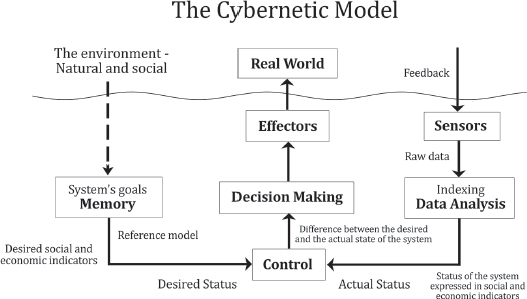 The Cybernetic Model
The environment -
Natural and social
Real World
Feedback
Effectors
Sensors
Raw data
System's goals
Memory
Decision Making
Indexing
Data Analysis
Reference model
Difference between the desired
and the actual state of the system
Desired social and
economic indicators
Control
Desired Status
Actual Status
Status of the system
expressed in social and
economic indicators